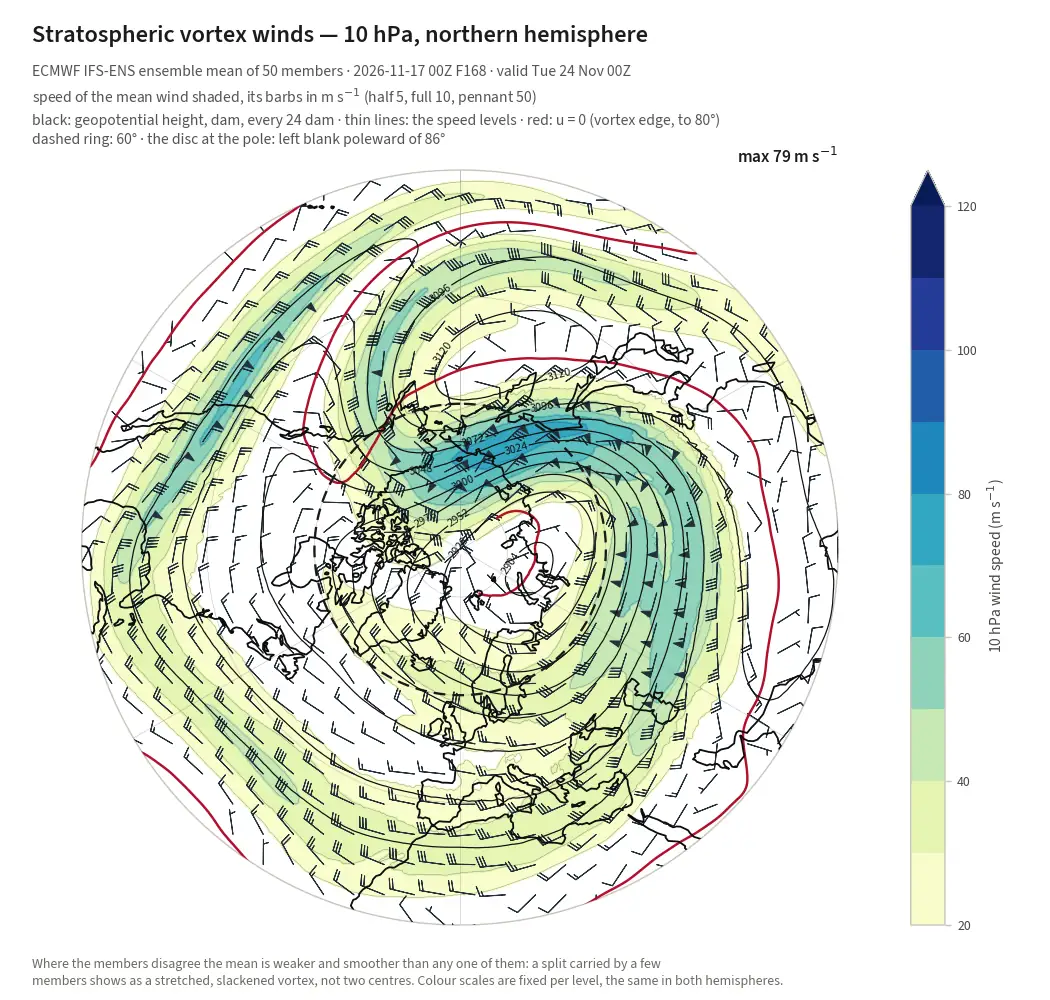 Stratospheric vortex winds — 10 hPa, northern hemisphere
ECMWF IFS-ENS ensemble mean of 50 members · 2026-11-17 00Z F168 · valid Tue 24 Nov 00Z
speed of the mean wind shaded, its barbs in m s⁻¹ (half 5, full 10, pennant 50)
black: geopotential height, dam, every 24 dam · thin lines: the speed levels · red: u = 0 (vortex edge, to 80°)
dashed ring: 60° · the disc at the pole: left blank poleward of 86°
max 79 m s⁻¹
120
100
80
60
40
20
10 hPa wind speed (m s⁻¹)
3096
3120
3120
3096
3072
3024
3048
3000
2952
2904
Where the members disagree the mean is weaker and smoother than any one of them: a split carried by a few
members shows as a stretched, slackened vortex, not two centres. Colour scales are fixed per level, the same in both hemispheres.